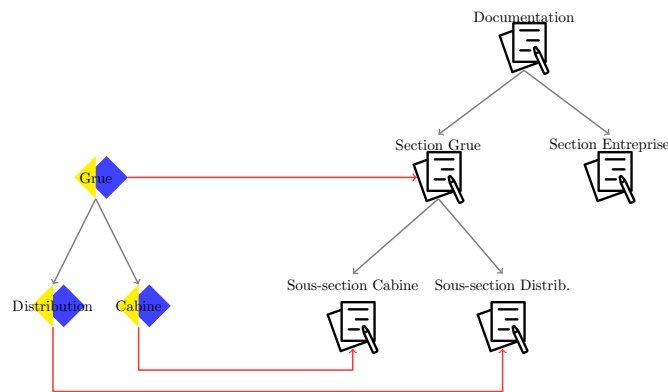 Documentation
Section Grue
Section Entreprise
Grue
Sous-section Cabine
Sous-section Distrib.
Distribution
Cabine